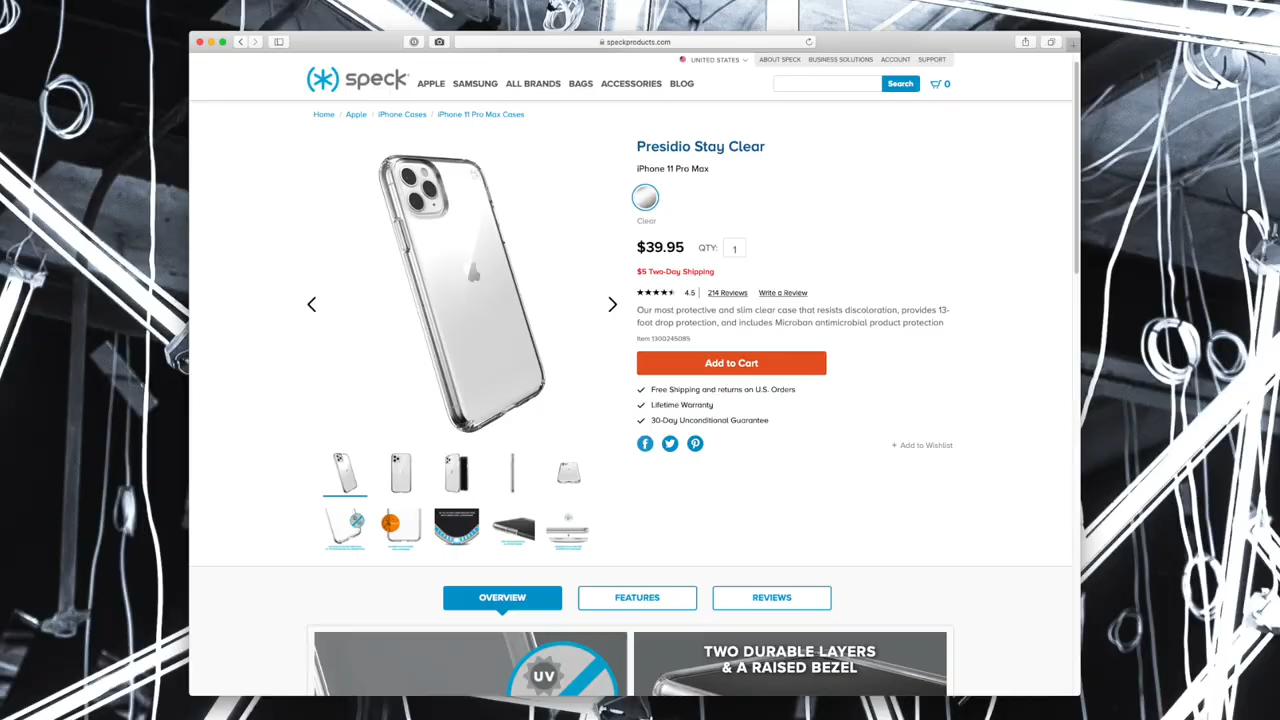 speckproducts.com
UNITED STATES
ABOUT SPECK BUSINESS SOLUTIONS ACCOUNT SUPPORT
speck
APPLE SAMSUNG ALL BRANDS BAGS ACCESSORIES BLOG
Search
0
Home / Apple / iPhone Cases / iPhone 11 Pro Max Cases
Presidio Stay Clear
iPhone 11 Pro Max
Clear
$39.95 QTY: 1
$5 Two-Day Shipping
4.5 214 Reviews Write a Review
Our most protective and slim clear case that resists discoloration, provides 13-
foot drop protection, and includes Microban antimicrobial product protection
Item 1300245085
Add to Cart
Free Shipping and returns on U.S. Orders
Lifetime Warranty
30-Day Unconditional Guarantee
+ Add to Wishlist
OVERVIEW FEATURES REVIEWS
UV
TWO DURABLE LAYERS
& A RAISED BEZEL